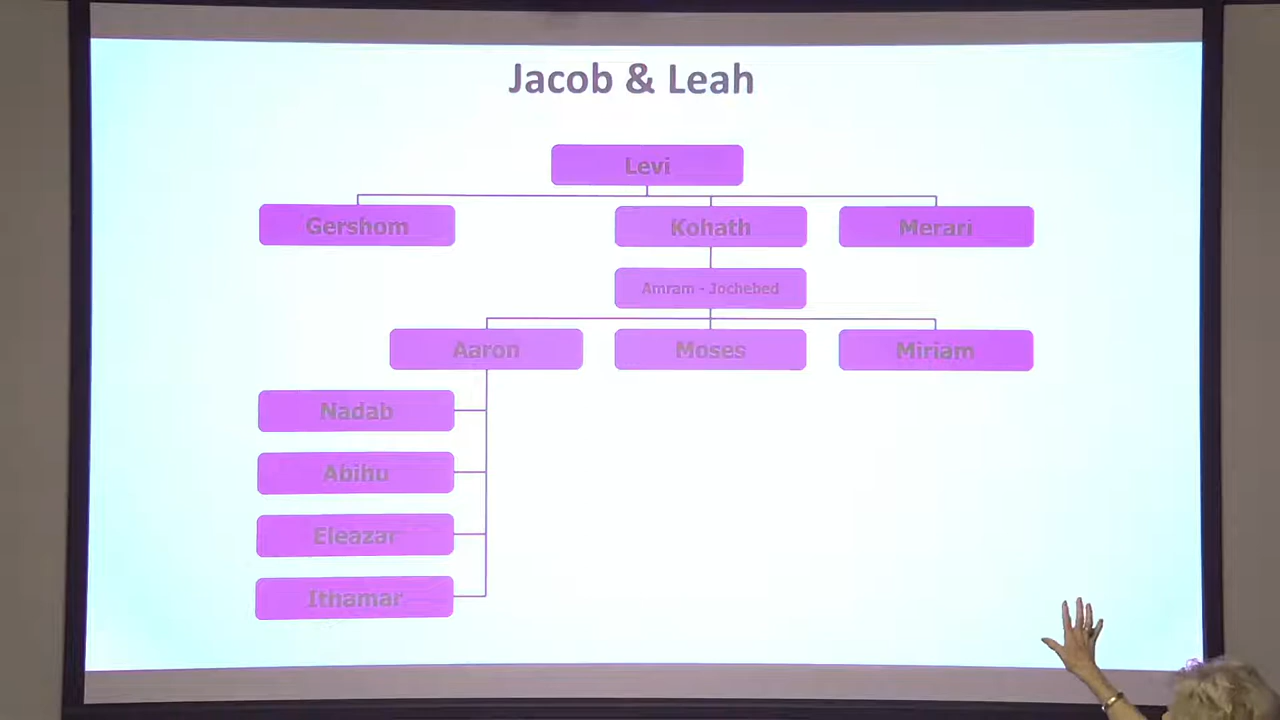 Jacob & Leah
Levi
Gershom
Kohath
Merari
Amram - Jochebed
Aaron
Moses
Miriam
Nadab
Abihu
Eleazar
Ithamar